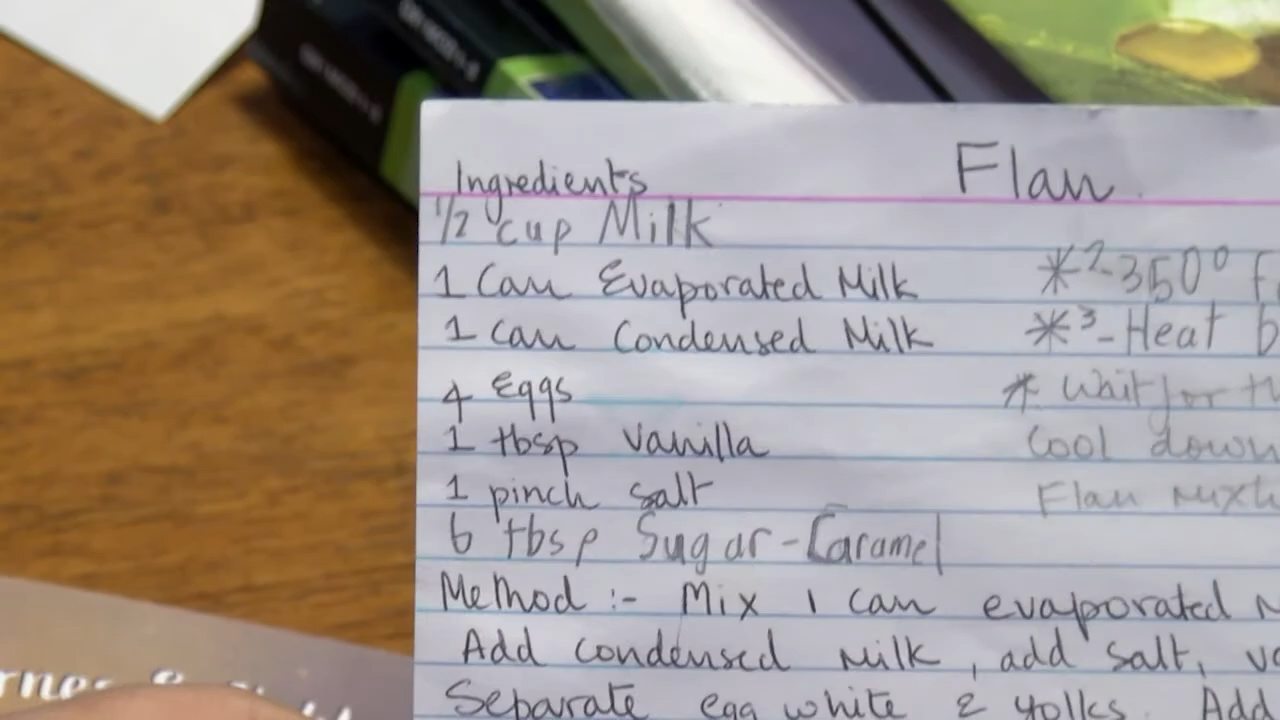 Flan
Ingredients
1/2 cup Milk
1 Can Evaporated Milk
*2-350°
1 can Condensed Milk
*3-Heat
4 Eggs
* Wait for
1 tbsp vanilla
Cool down
1 pinch salt
Flan
6 tbsp Sugar-Caramel
Method :- Mix 1 can evaporated
Add condensed milk, add salt,
Separate egg white & yolks. Add